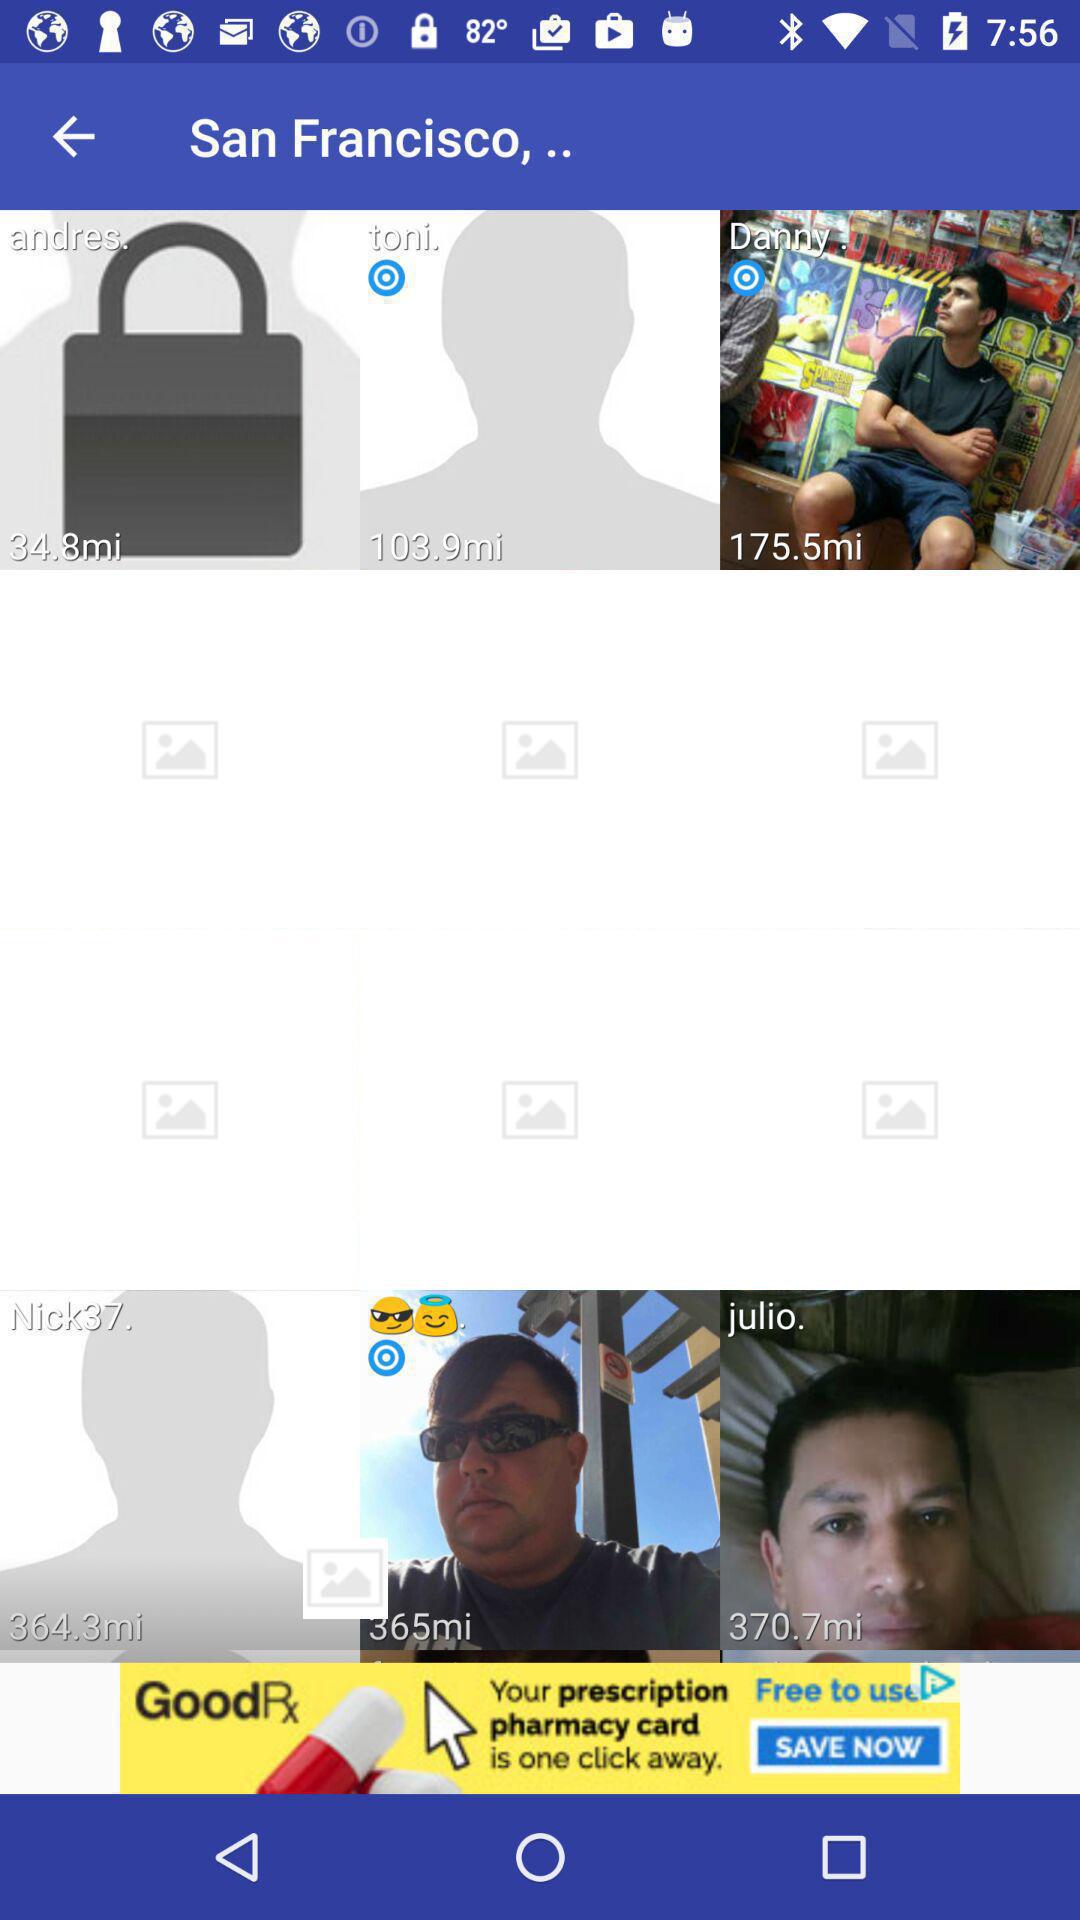 82° 7:56
San Francisco, ..
andres. toni. Danny .
SPONGEBOB
34.8mi 103.9mi 175.5mi
Nick37. 😎😇. julio.
364.3mi 365mi 370.7mi
GoodRx Your prescription Free to use
pharmacy card
is one click away. SAVE NOW